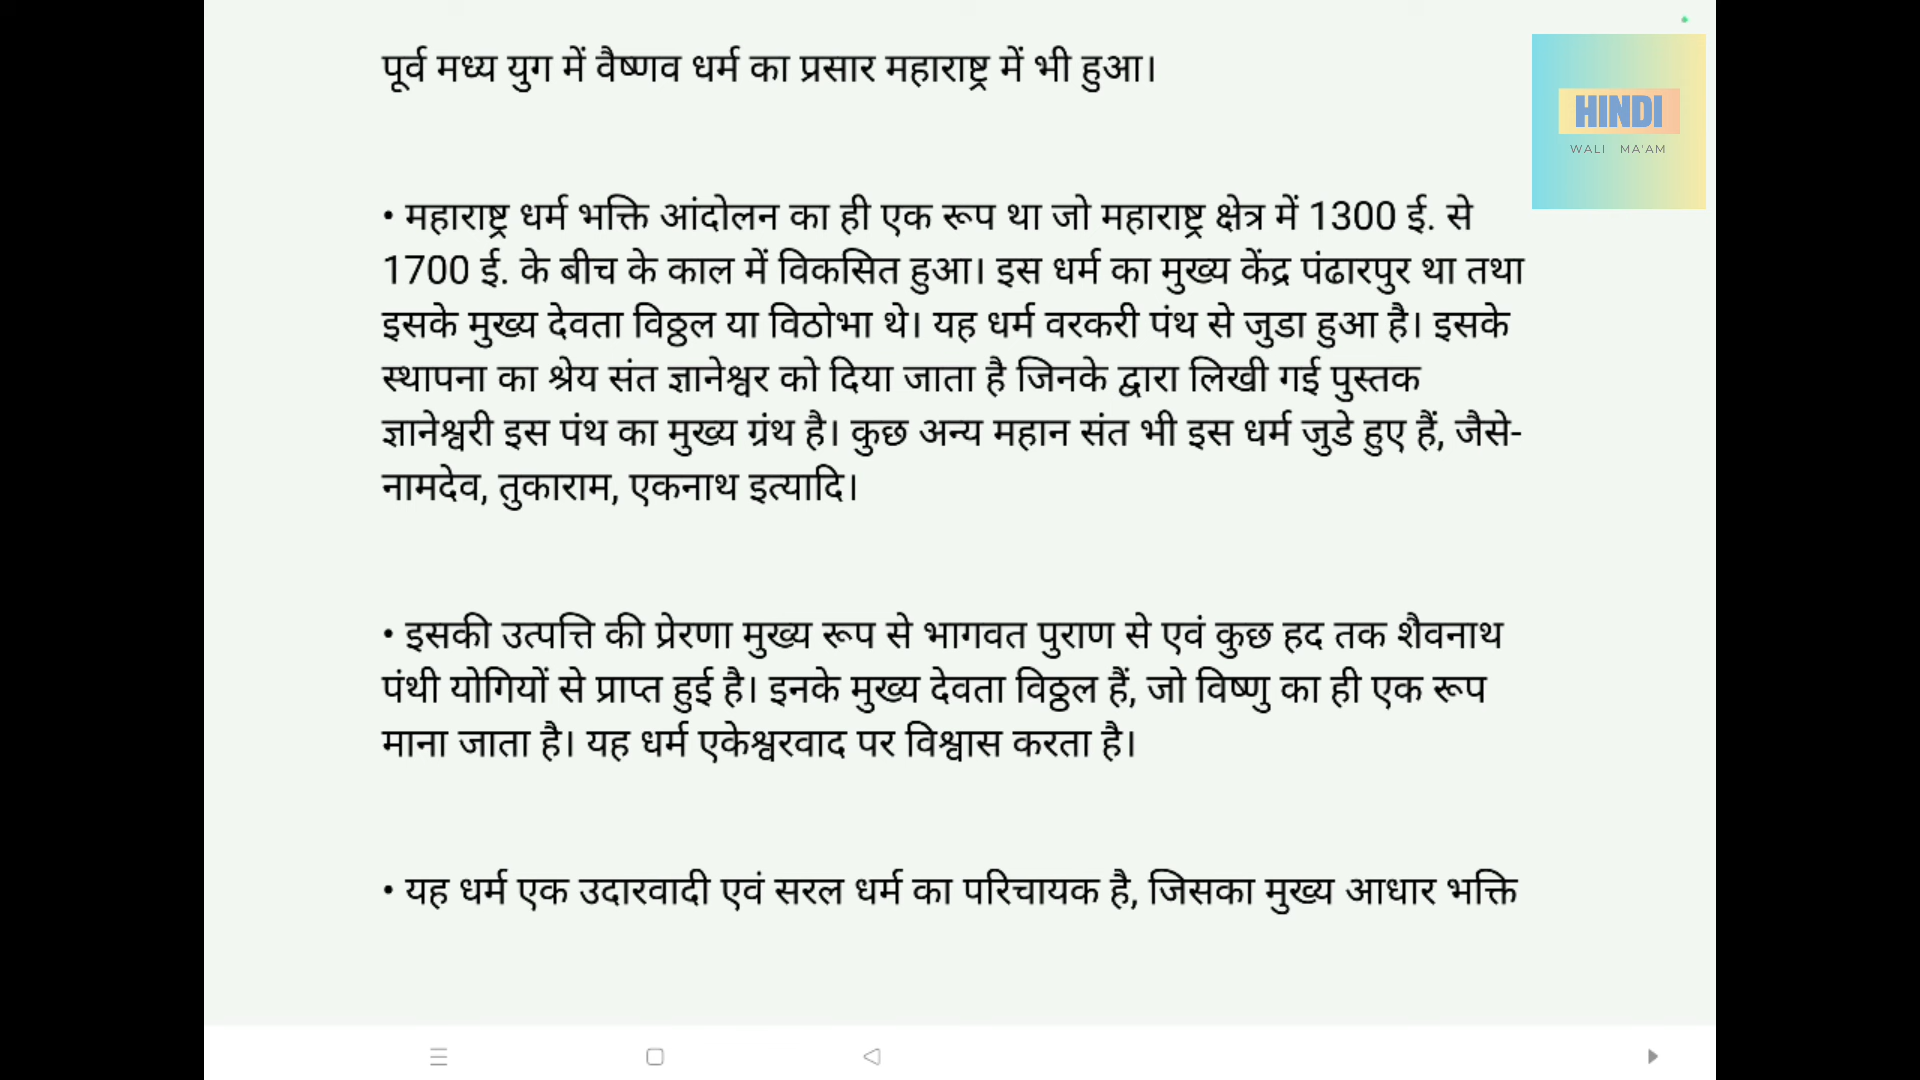 पूर्व मध्य युग में वैष्णव धर्म का प्रसार महाराष्ट्र में भी हुआ।
HINDI
WALI MA'AM
• महाराष्ट्र धर्म भक्ति आंदोलन का ही एक रूप था जो महाराष्ट्र क्षेत्र में 1300 ई. से
1700 ई. के बीच के काल में विकसित हुआ। इस धर्म का मुख्य केंद्र पंढारपुर था तथा
इसके मुख्य देवता विठ्ठल या विठोभा थे। यह धर्म वरकरी पंथ से जुडा हुआ है। इसके
स्थापना का श्रेय संत ज्ञानेश्वर को दिया जाता है जिनके द्वारा लिखी गई पुस्तक
ज्ञानेश्वरी इस पंथ का मुख्य ग्रंथ है। कुछ अन्य महान संत भी इस धर्म जुडे हुए हैं, जैसे-
नामदेव, तुकाराम, एकनाथ इत्यादि।
• इसकी उत्पत्ति की प्रेरणा मुख्य रूप से भागवत पुराण से एवं कुछ हद तक शैवनाथ
पंथी योगियों से प्राप्त हुई है। इनके मुख्य देवता विठ्ठल हैं, जो विष्णु का ही एक रूप
माना जाता है। यह धर्म एकेश्वरवाद पर विश्वास करता है।
• यह धर्म एक उदारवादी एवं सरल धर्म का परिचायक है, जिसका मुख्य आधार भक्ति